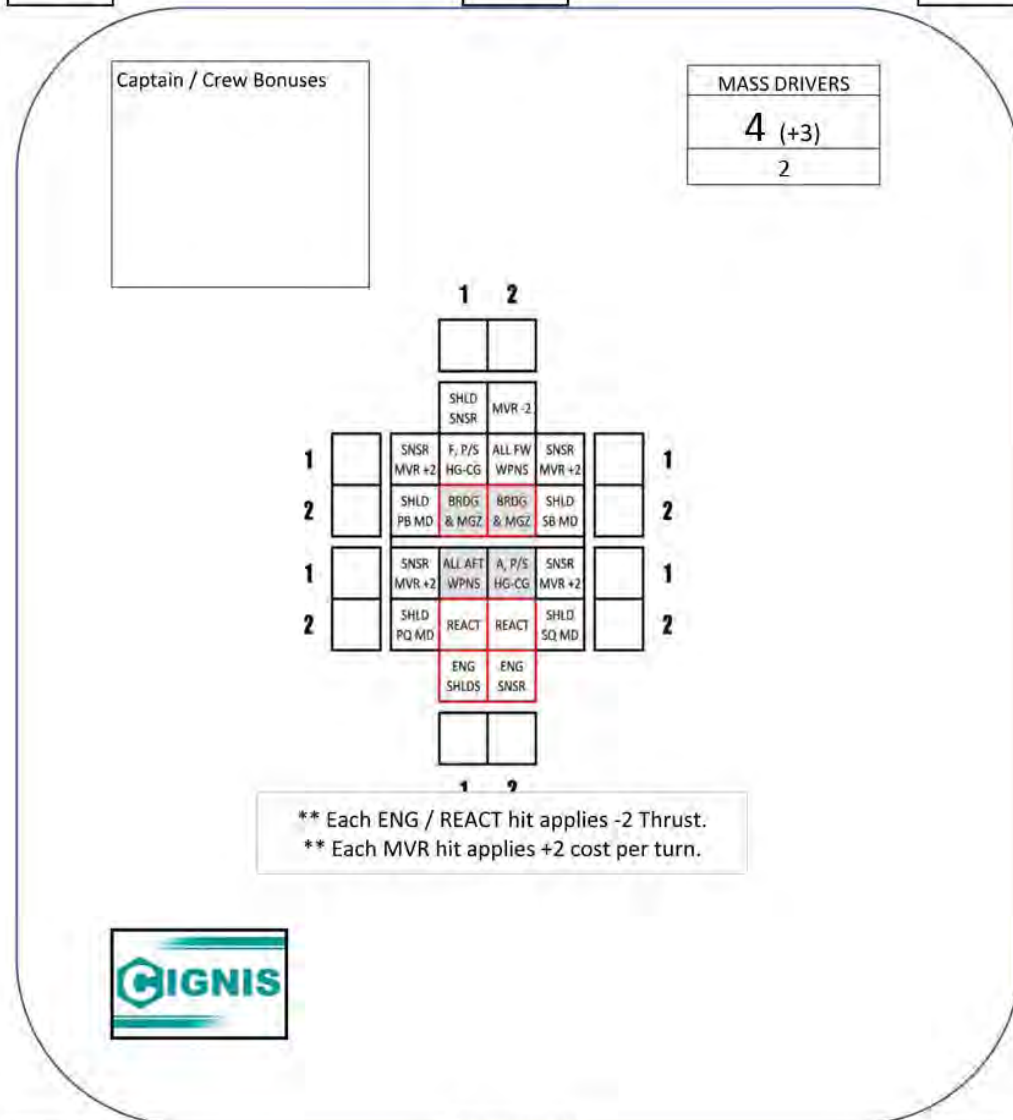 Captain / Crew Bonuses
MASS DRIVERS
4 (+3)
2
1 2
SHLD MVR -2
SNSR
1 SNSR F, P/S ALL FW SNSR 1
MVR +2 HG-CG WPNS MVR +2
2 SHLD BRDG BRDG SHLD 2
PB MD & MGZ & MGZ SB MD
1 SNSR ALL AFT A, P/S SNSR 1
MVR +2 WPNS HG-CG MVR +2
2 SHLD REACT REACT SHLD 2
PQ MD SQ MD
ENG ENG
SHLDS SNSR
1 2
** Each ENG / REACT hit applies -2 Thrust.
** Each MVR hit applies +2 cost per turn.
CIGNIS